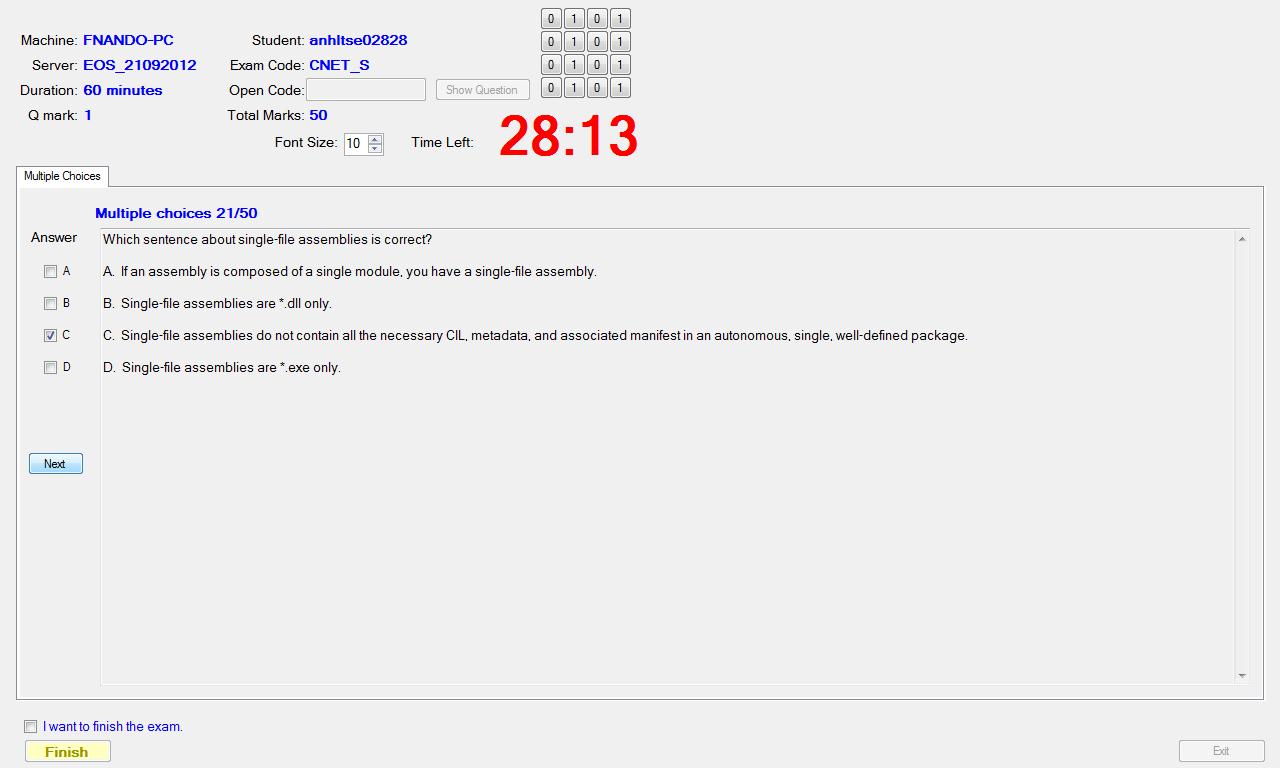 0 1 0 1
Machine: FNANDO-PC Student: anhltse02828 0 1 0 1
Server: EOS_21092012 Exam Code: CNET_S 0 1 0 1
Duration: 60 minutes Open Code: Show Question 0 1 0 1
Q mark: 1 Total Marks: 50
Font Size: 10 Time Left: 28:13
Multiple Choices
Multiple choices 21/50
Answer
Which sentence about single-file assemblies is correct?
A A. If an assembly is composed of a single module, you have a single-file assembly.
B B. Single-file assemblies are *.dll only.
C C. Single-file assemblies do not contain all the necessary CIL, metadata, and associated manifest in an autonomous, single, well-defined package.
D D. Single-file assemblies are *.exe only.
Next
I want to finish the exam.
Finish Exit